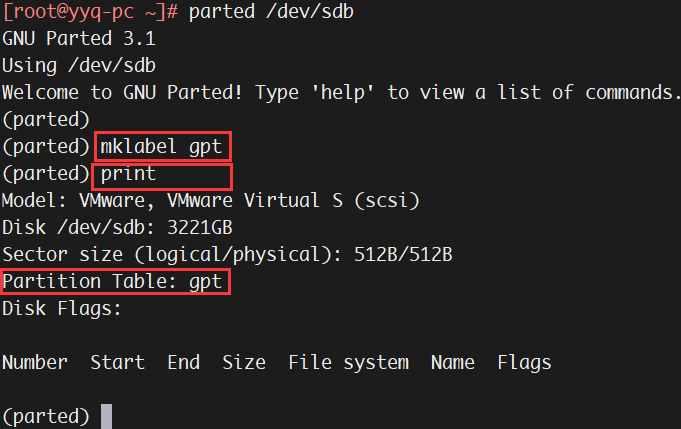 [root@yyq-pc ~]# parted /dev/sdb
GNU Parted 3.1
Using /dev/sdb
Welcome to GNU Parted! Type 'help' to view a list of commands.
(parted)
(parted) mklabel gpt
(parted) print
Model: VMware, VMware Virtual S (scsi)
Disk /dev/sdb: 3221GB
Sector size (logical/physical): 512B/512B
Partition Table: gpt
Disk Flags:
Number  Start  End  Size  File system  Name  Flags
(parted)